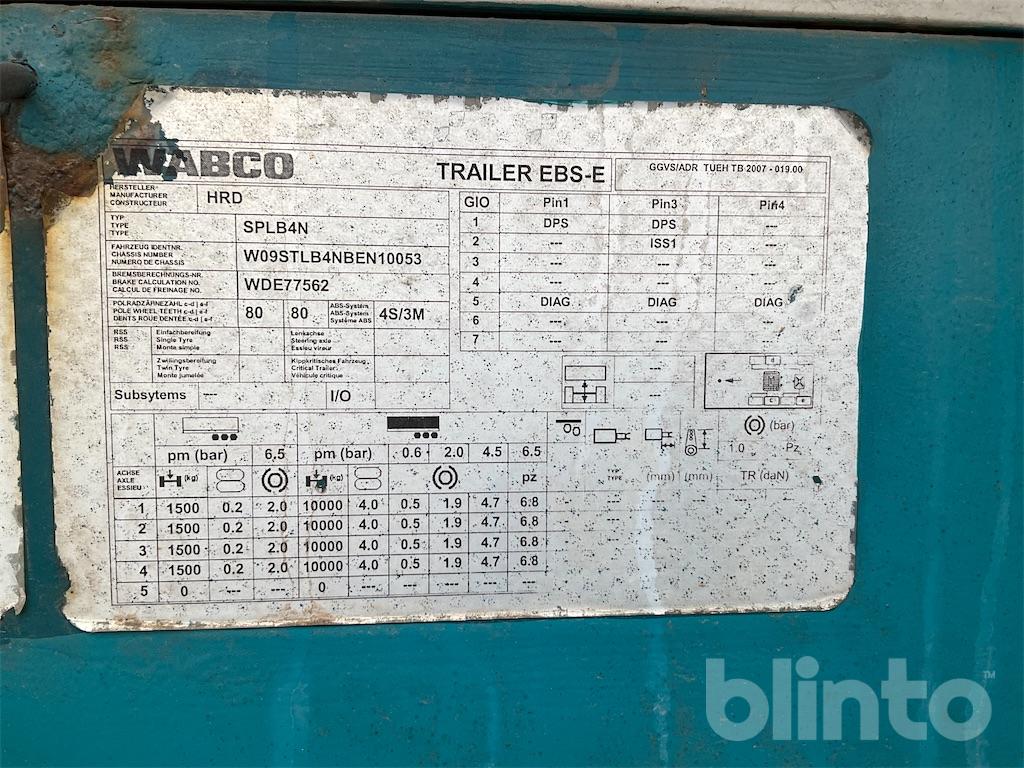 WABCO
TRAILER EBS-E
GGVS/ADR TUEH TB 2007 - 019.00
HERSTELLER
MANUFACTURER
CONSTRUCTEUR
HRD
TYP
TYPE
TYPE
SPLB4N
FAHRZEUG IDENTNR.
CHASSIS NUMBER
NUMERO DE CHASSIS
W09STLB4NBEN10053
BREMSBERECHNUNGS-NR.
BRAKE CALCULATION NO.
CALCUL DE FREINAGE NO.
WDE77562
POLRADZÄHNEZAHL c-d | e-f
POLE WHEEL TEETH c-d | e-f
DENTS ROUE DENTÉE c-d | e-f
80 80
ABS-System
ABS-System
Système ABS
4S/3M
RSS Einfachbereifung
RSS Single Tyre
RSS Monte simple
Lenkachse
Steering axle
Essieu vireur
Zwillingsbereifung
Twin Tyre
Monte jumelée
Kippkritisches Fahrzeug
Critical Trailer
Véhicule critique
Subsytems --- I/O
GIO Pin1 Pin3 Pin4
1 DPS DPS ---
2 --- ISS1 ---
3 --- --- ---
4 --- --- ---
5 DIAG DIAG DIAG
6 --- --- ---
7 --- --- ---
---
---
d
c e
pm (bar) 6.5 pm (bar) 0.6 2.0 4.5 6.5
ACHSE
AXLE
ESSIEU
(kg) (kg) pz
1 1500 0.2 2.0 10000 4.0 0.5 1.9 4.7 6.8
2 1500 0.2 2.0 10000 4.0 0.5 1.9 4.7 6.8
3 1500 0.2 2.0 10000 4.0 0.5 1.9 4.7 6.8
4 1500 0.2 2.0 10000 4.0 0.5 1.9 4.7 6.8
5 0 --- --- 0 --- --- --- --- ---
(bar)
1.0 Pz
TYP
TYPE
(mm) (mm) TR (daN)
blinto™